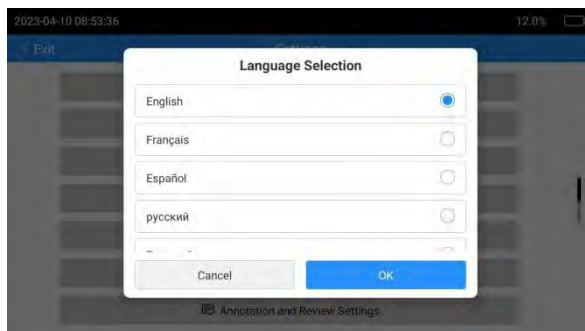 2023-04-10 08:53:36 12.0%
Exit
Language Selection
English
Français
Español
русский
Cancel OK
Annotation and Review Settings